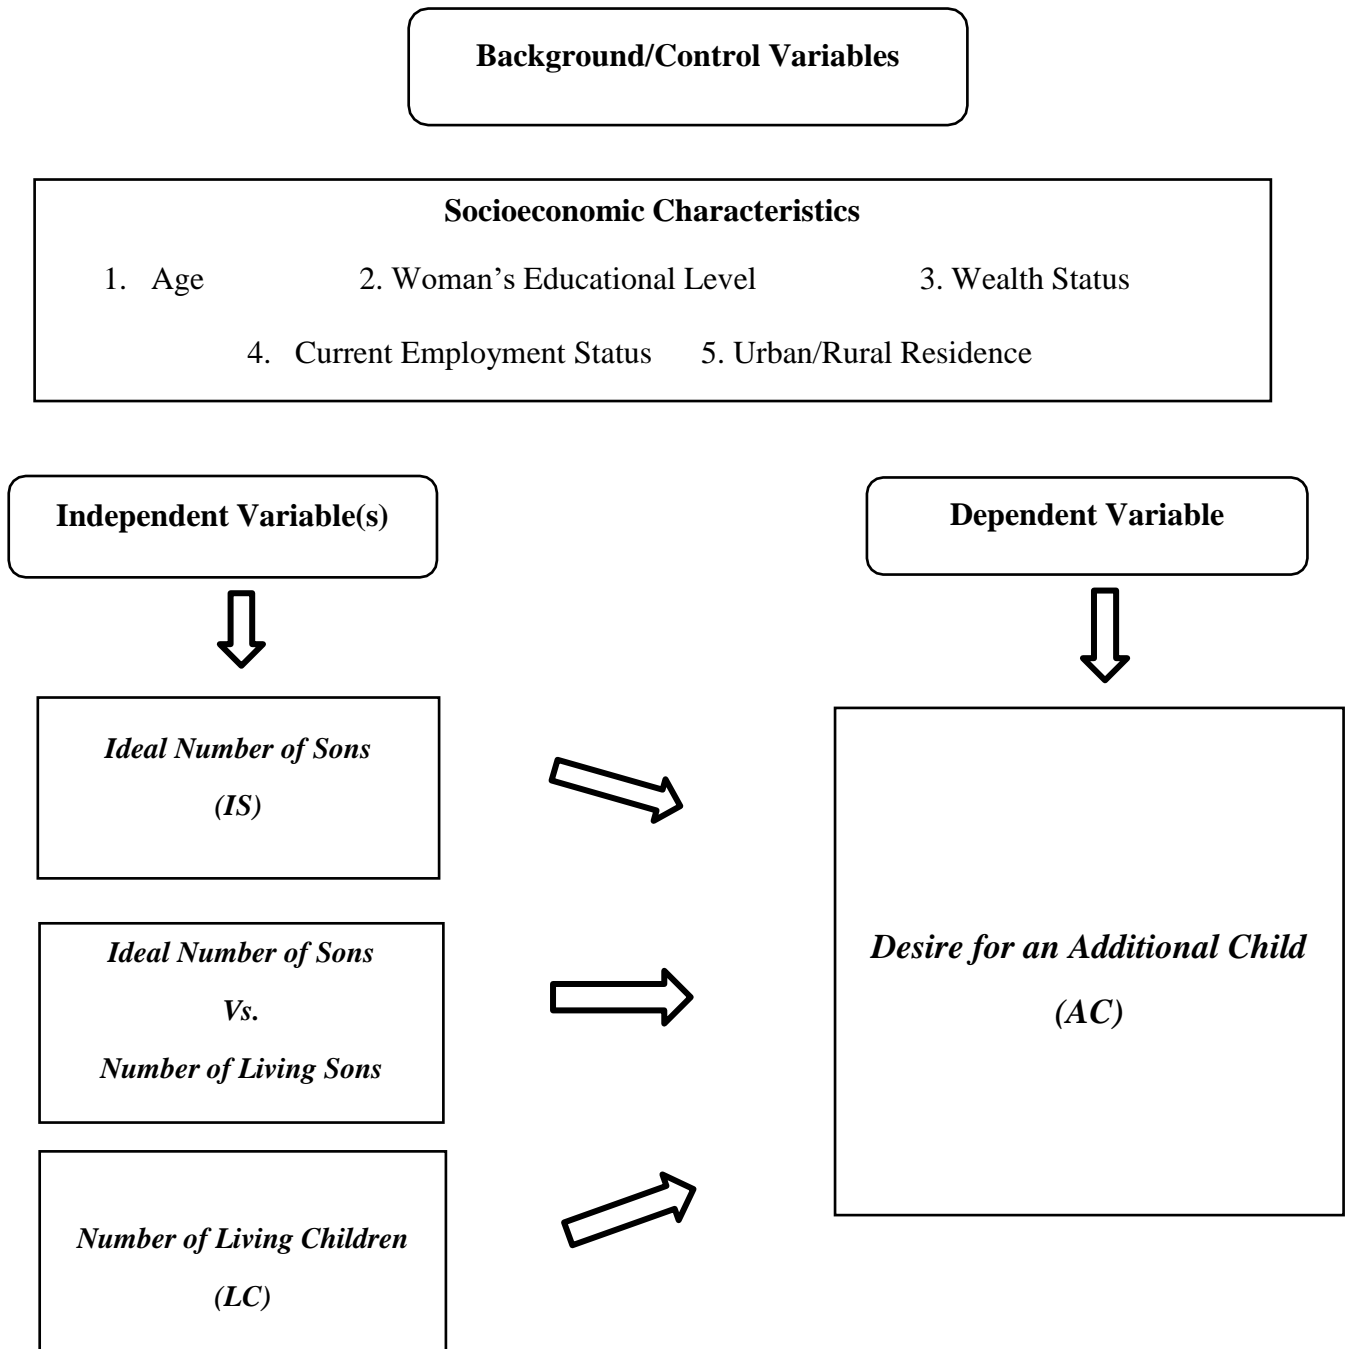 Background/Control Variables
Socioeconomic Characteristics
1. Age 2. Woman’s Educational Level 3. Wealth Status
4. Current Employment Status 5. Urban/Rural Residence
Independent Variable(s)
Dependent Variable
Ideal Number of Sons
(IS)
Ideal Number of Sons
Vs.
Number of Living Sons
Number of Living Children
(LC)
Desire for an Additional Child
(AC)